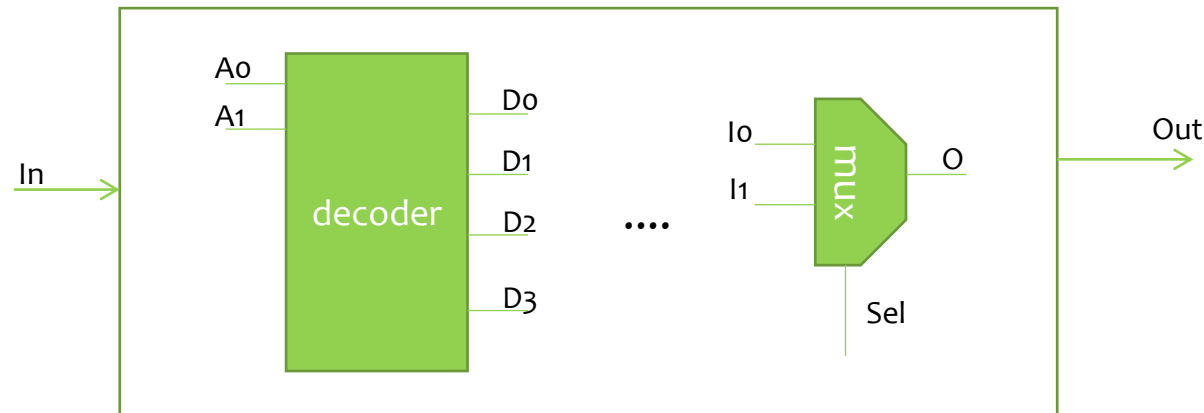 In
A0
A1
decoder
D0
D1
D2
D3
....
I0
I1
mux
O
Sel
Out